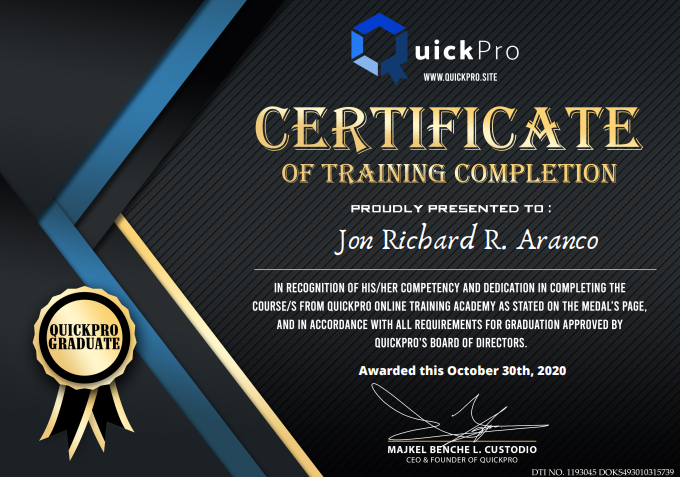 QuickPro
WWW.QUICKPRO.SITE
CERTIFICATE
OF TRAINING COMPLETION
PROUDLY PRESENTED TO:
Jon Richard R. Aranco
IN RECOGNITION OF HIS/HER COMPETENCY AND DEDICATION IN COMPLETING THE
COURSE/S FROM QUICKPRO ONLINE TRAINING ACADEMY AS STATED ON THE MEDAL'S PAGE,
AND IN ACCORDANCE WITH ALL REQUIREMENTS FOR GRADUATION APPROVED BY
QUICKPRO'S BOARD OF DIRECTORS.
QUICKPRO
GRADUATE
Awarded this October 30th, 2020
MAJKEL BENCHE L. CUSTODIO
CEO & FOUNDER OF QUICKPRO
DTI NO. 1193045 DOKS493010315739